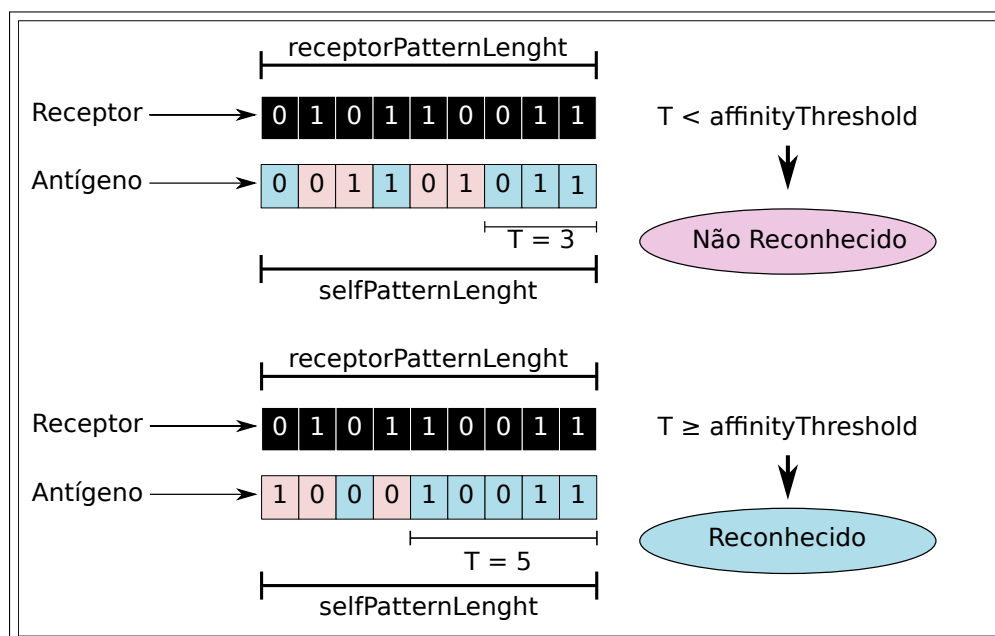 receptorPatternLenght
Receptor 0 1 0 1 1 0 0 1 1
T < affinityThreshold
Antígeno 0 0 1 1 0 1 0 1 1
T = 3
Não Reconhecido
selfPatternLenght
receptorPatternLenght
Receptor 0 1 0 1 1 0 0 1 1
T ≥ affinityThreshold
Antígeno 1 0 0 0 1 0 0 1 1
T = 5
Reconhecido
selfPatternLenght